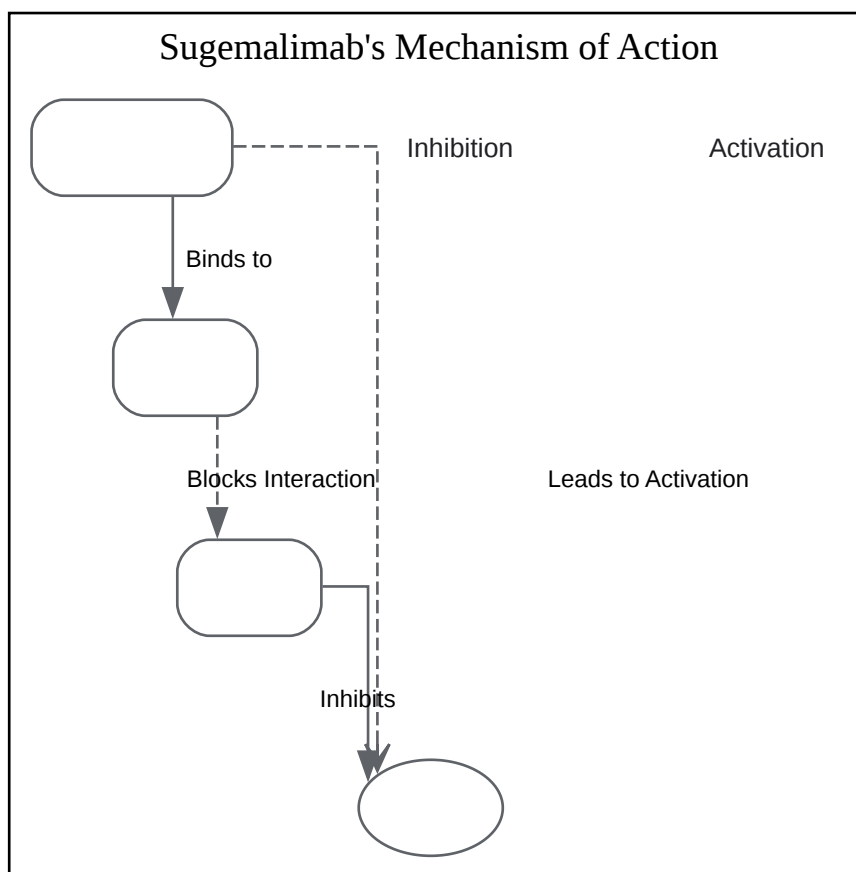 Sugemalimab's Mechanism of Action
Inhibition
Activation
Binds to
Blocks Interaction
Leads to Activation
Inhibits